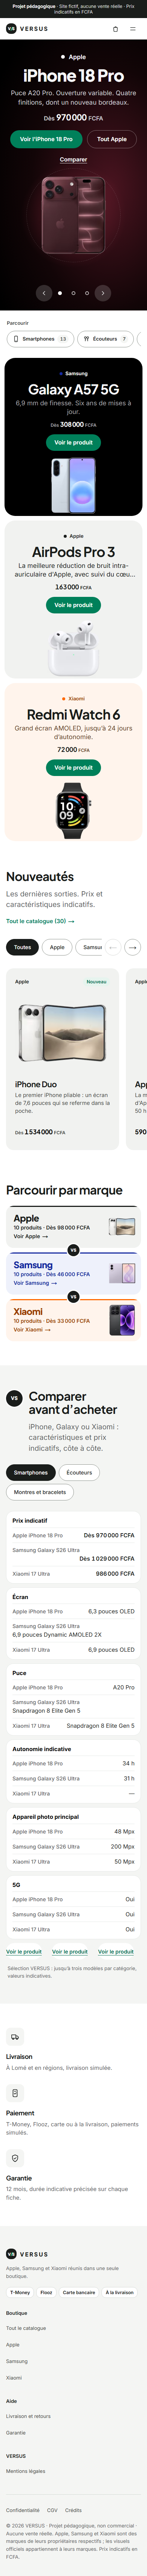 Projet pédagogique · Site fictif, aucune vente réelle · Prix
indicatifs en FCFA
VS VERSUS
Apple
iPhone 18 Pro
Puce A20 Pro. Ouverture variable. Quatre
finitions, dont un nouveau bordeaux.
Dès 970 000 FCFA
Voir l'iPhone 18 Pro
Tout Apple
Comparer
Parcourir
Smartphones 13
Écouteurs 7
Samsung
Galaxy A57 5G
6,9 mm de finesse. Six ans de mises à
jour.
Dès 308 000 FCFA
Voir le produit
Apple
AirPods Pro 3
La meilleure réduction de bruit intra-
auriculaire d'Apple, avec suivi du cœu…
163 000 FCFA
Voir le produit
Xiaomi
Redmi Watch 6
Grand écran AMOLED, jusqu'à 24 jours
d'autonomie.
72 000 FCFA
Voir le produit
Nouveautés
Les dernières sorties. Prix et
caractéristiques indicatifs.
Tout le catalogue (30) →
Toutes
Apple
Samsun
Apple
Nouveau
iPhone Duo
Le premier iPhone pliable : un écran
de 7,6 pouces qui se referme dans la
poche.
Dès 1 534 000 FCFA
Parcourir par marque
Apple
10 produits · Dès 98 000 FCFA
Voir Apple →
VS
Samsung
10 produits · Dès 46 000 FCFA
Voir Samsung →
VS
Xiaomi
10 produits · Dès 33 000 FCFA
Voir Xiaomi →
VS
Comparer
avant d'acheter
iPhone, Galaxy ou Xiaomi :
caractéristiques et prix
indicatifs, côte à côte.
Smartphones
Écouteurs
Montres et bracelets
Prix indicatif
Apple iPhone 18 Pro Dès 970 000 FCFA
Samsung Galaxy S26 Ultra
Dès 1 029 000 FCFA
Xiaomi 17 Ultra 986 000 FCFA
Écran
Apple iPhone 18 Pro 6,3 pouces OLED
Samsung Galaxy S26 Ultra
6,9 pouces Dynamic AMOLED 2X
Xiaomi 17 Ultra 6,9 pouces OLED
Puce
Apple iPhone 18 Pro A20 Pro
Samsung Galaxy S26 Ultra
Snapdragon 8 Elite Gen 5
Xiaomi 17 Ultra Snapdragon 8 Elite Gen 5
Autonomie indicative
Apple iPhone 18 Pro 34 h
Samsung Galaxy S26 Ultra 31 h
Xiaomi 17 Ultra —
Appareil photo principal
Apple iPhone 18 Pro 48 Mpx
Samsung Galaxy S26 Ultra 200 Mpx
Xiaomi 17 Ultra 50 Mpx
5G
Apple iPhone 18 Pro Oui
Samsung Galaxy S26 Ultra Oui
Xiaomi 17 Ultra Oui
Voir le produit Voir le produit Voir le produit
Sélection VERSUS : jusqu'à trois modèles par catégorie,
valeurs indicatives.
Livraison
À Lomé et en régions, livraison simulée.
Paiement
T-Money, Flooz, carte ou à la livraison, paiements
simulés.
Garantie
12 mois, durée indicative précisée sur chaque
fiche.
VS VERSUS
Apple, Samsung et Xiaomi réunis dans une seule
boutique.
T-Money
Flooz
Carte bancaire
À la livraison
Boutique
Tout le catalogue
Apple
Samsung
Xiaomi
Aide
Livraison et retours
Garantie
VERSUS
Mentions légales
Confidentialité CGV Crédits
© 2026 VERSUS · Projet pédagogique, non commercial ·
Aucune vente réelle. Apple, Samsung et Xiaomi sont des
marques de leurs propriétaires respectifs ; les visuels
officiels appartiennent à leurs marques. Prix indicatifs en
FCFA.